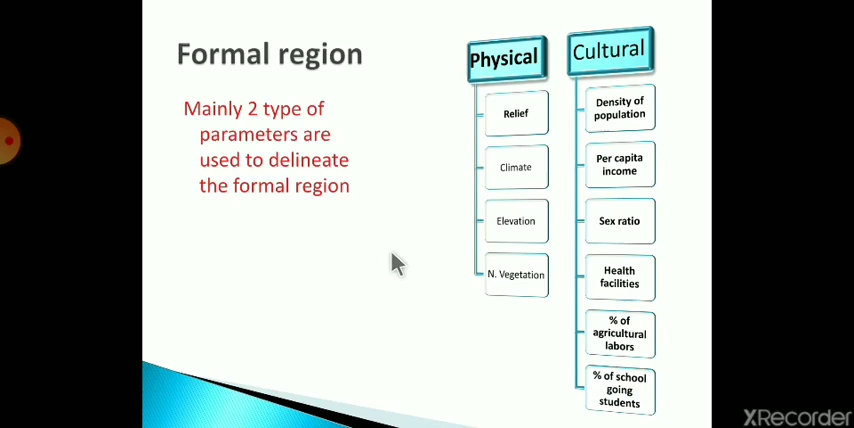 Formal region
Mainly 2 type of
parameters are
used to delineate
the formal region
Physical
Relief
Climate
Elevation
N. Vegetation
Cultural
Density of
population
Per capita
income
Sex ratio
Health
facilities
% of
agricultural
labors
% of school
going
students
XRecorder